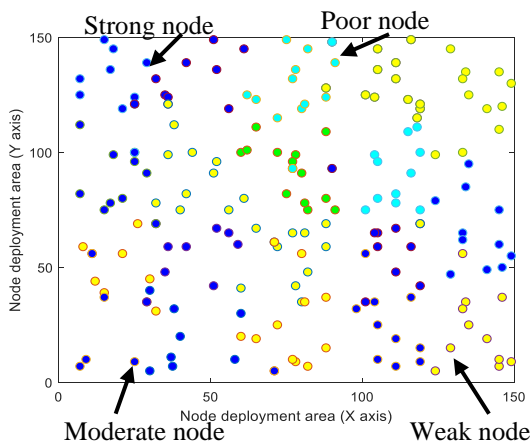 Strong node
Poor node
150
100
50
0
0
50
100
150
Node deployment area (Y axis)
Node deployment area (X axis)
Moderate node
Weak node